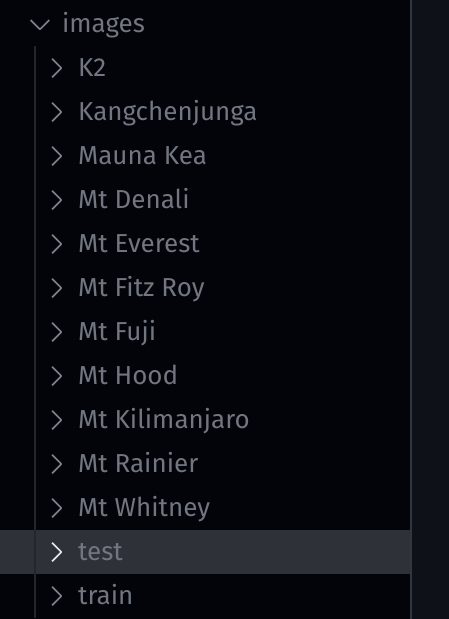 images
K2
Kangchenjunga
Mauna Kea
Mt Denali
Mt Everest
Mt Fitz Roy
Mt Fuji
Mt Hood
Mt Kilimanjaro
Mt Rainier
Mt Whitney
test
train